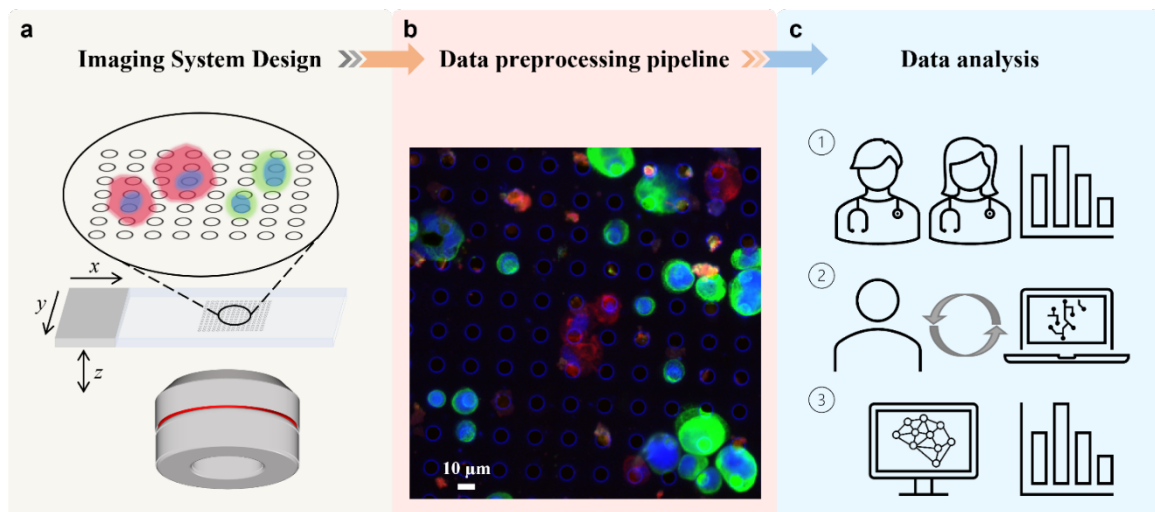 a
Imaging System Design
x
y
z
b
Data preprocessing pipeline
10 μm
c
Data analysis
1
2
3